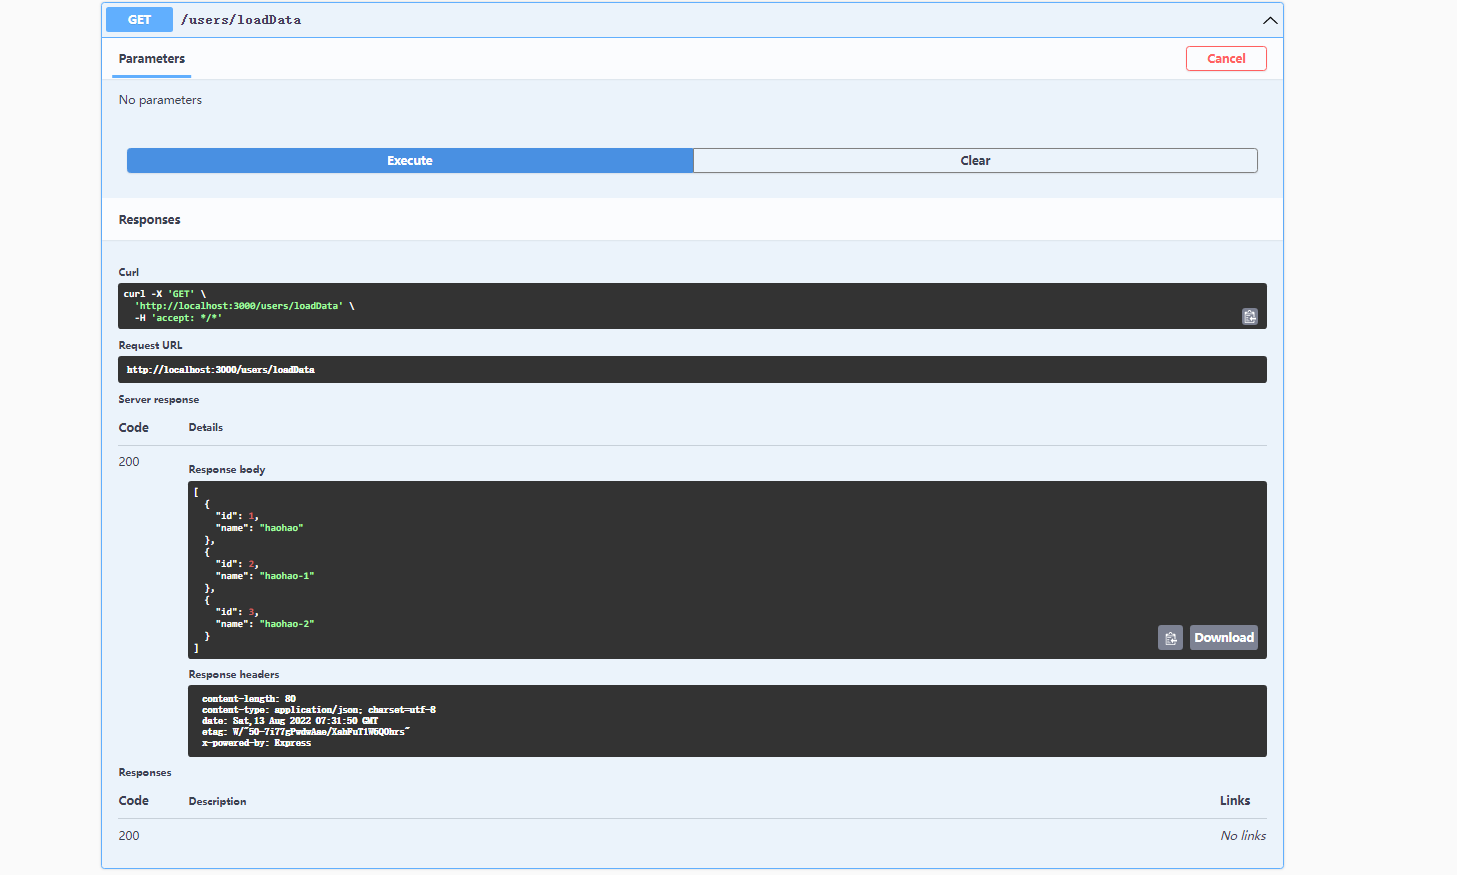 GET /users/loadData
Parameters
Cancel
No parameters
Execute
Clear
Responses
Curl
curl -X 'GET' \
'http://localhost:3000/users/loadData' \
-H 'accept: */*'
Request URL
http://localhost:3000/users/loadData
Server response
Code Details
200
Response body
[
{
"id": 1,
"name": "haohao"
},
{
"id": 2,
"name": "haohao-1"
},
{
"id": 3,
"name": "haohao-2"
}
]
Download
Response headers
content-length: 80
content-type: application/json; charset=utf-8
date: Sat,13 Aug 2022 07:31:50 GMT
etag:
x-powered-by: Express
Responses
Code Description Links
200 No links